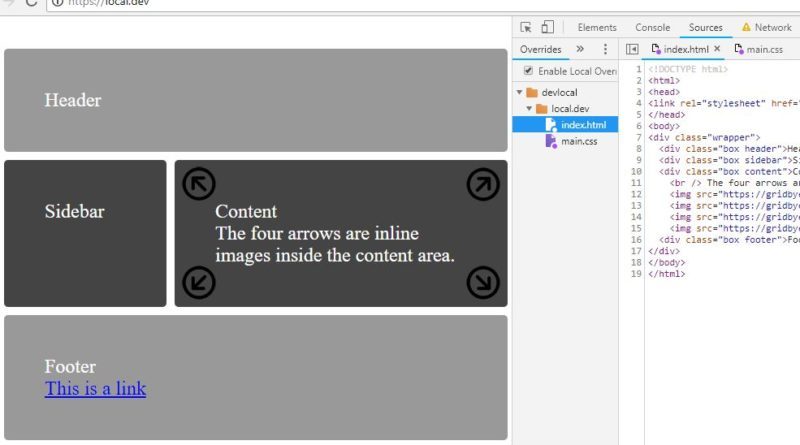 https://local.dev
Header
Sidebar
Content
The four arrows are inline
images inside the content area.
Footer
This is a link
Elements Console Sources Network
Overrides » index.html × main.css
Enable Local Over
devlocal
local.dev
index.html
main.css
1 <!DOCTYPE html>
2 <html>
3 <head>
4 <link rel="stylesheet" href="
5 </head>
6 <body>
7 <div class="wrapper">
8 <div class="box header">Hea
9 <div class="box sidebar">Si
10 <div class="box content">Co
11 <br /> The four arrows ar
12 <img src="https://gridbye
13 <img src="https://gridbye
14 <img src="https://gridbye
15 <img src="https://gridbye
16 <div class="box footer">Foo
17 </div>
18 </body>
19 </html>